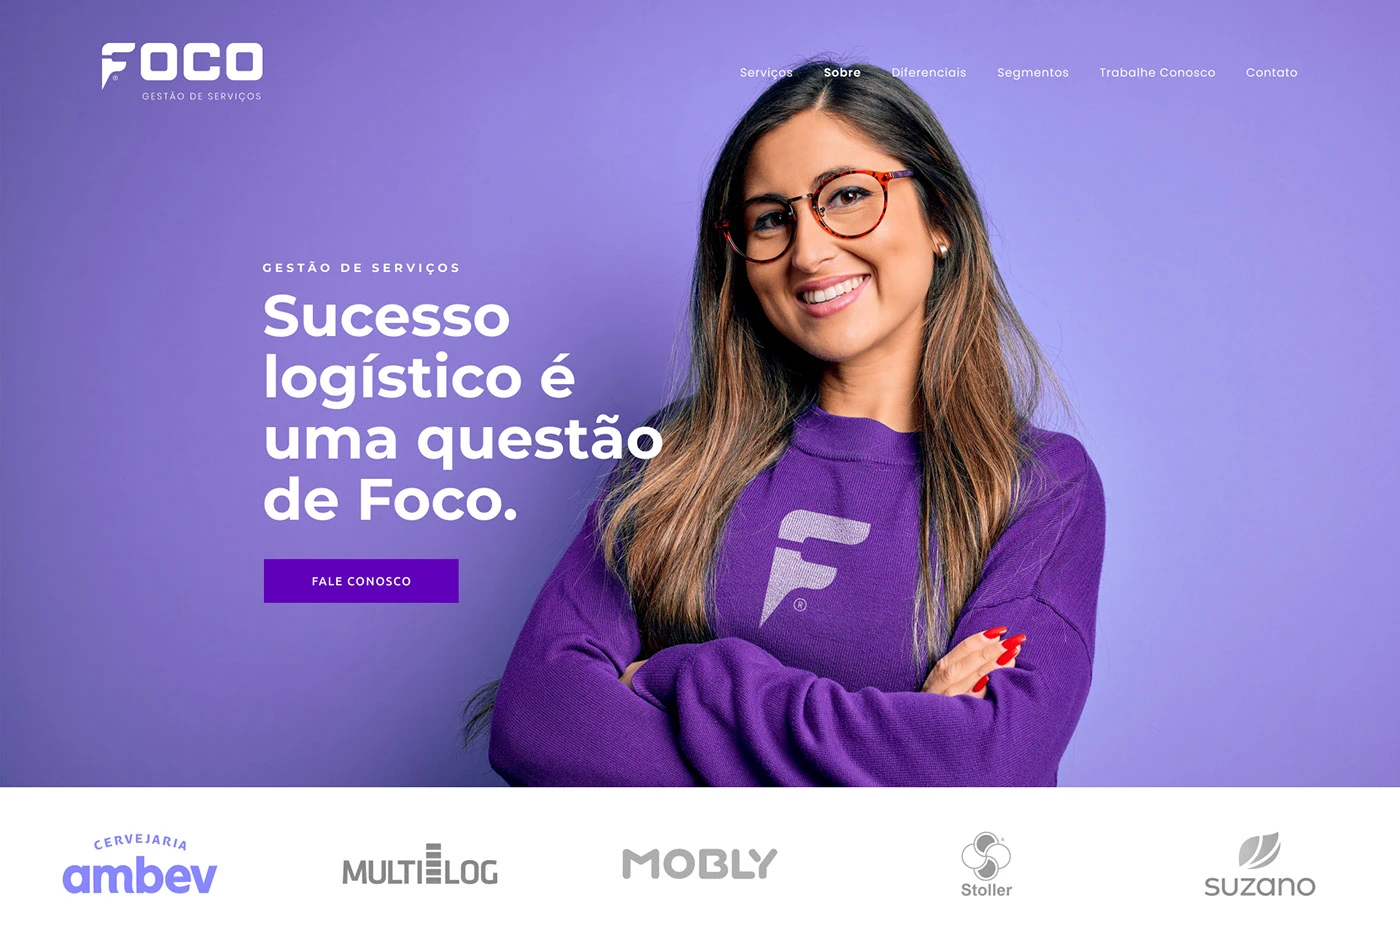 FOCO
®
GESTÃO DE SERVIÇOS
Serviços
Sobre
Diferenciais
Segmentos
Trabalhe Conosco
Contato
GESTÃO DE SERVIÇOS
Sucesso
logístico é
uma questão
de Foco.
FALE CONOSCO
F
®
CERVEJARIA
ambev
MULTILOG
MOBLY
Stoller
suzano